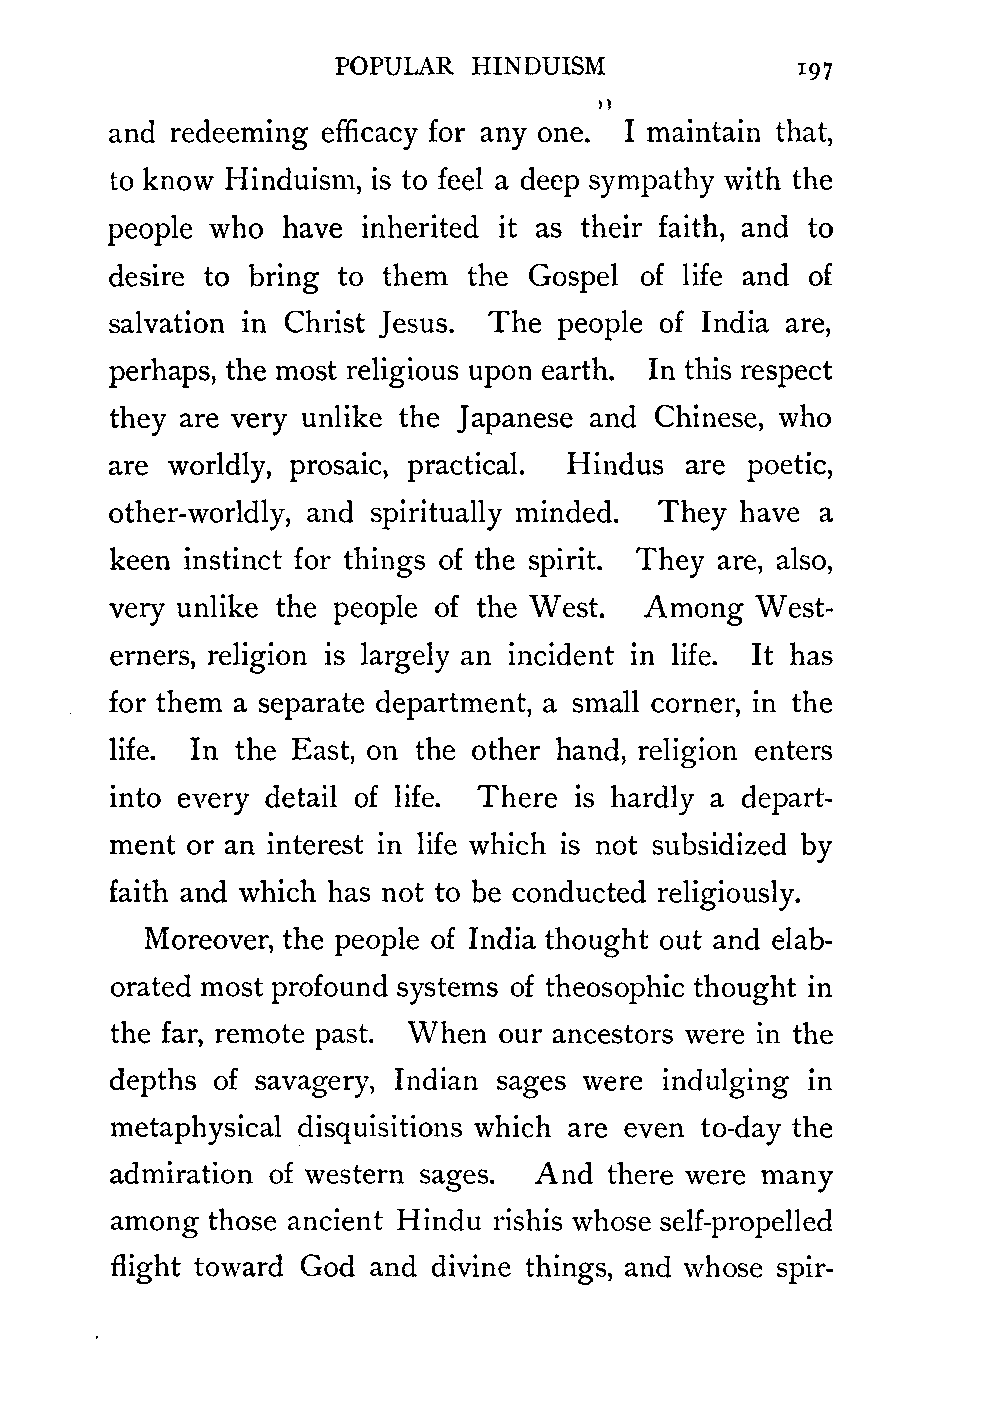 POPULAR HINDUISM 197
and redeeming efficacy for any one." I maintain that,
to know Hinduism, is to feel a deep sympathy with the
people who have inherited it as their faith, and to
desire to bring to them the Gospel of life and of
salvation in Christ Jesus. The people of India are,
perhaps, the most religious upon earth. In this respect
they are very unlike the Japanese and Chinese, who
are worldly, prosaic, practical. Hindus are poetic,
other-worldly, and spiritually minded. They have a
keen instinct for things of the spirit. They are, also,
very unlike the people of the West. Among West-
erners, religion is largely an incident in life. It has
for them a separate department, a small corner, in the
life. In the East, on the other hand, religion enters
into every detail of life. There is hardly a depart-
ment or an interest in life which is not subsidized by
faith and which has not to be conducted religiously.
Moreover, the people of India thought out and elab-
orated most profound systems of theosophic thought in
the far, remote past. When our ancestors were in the
depths of savagery, Indian sages were indulging in
metaphysical disquisitions which are even to-day the
admiration of western sages. And there were many
among those ancient Hindu rishis whose self-propelled
flight toward God and divine things, and whose spir-